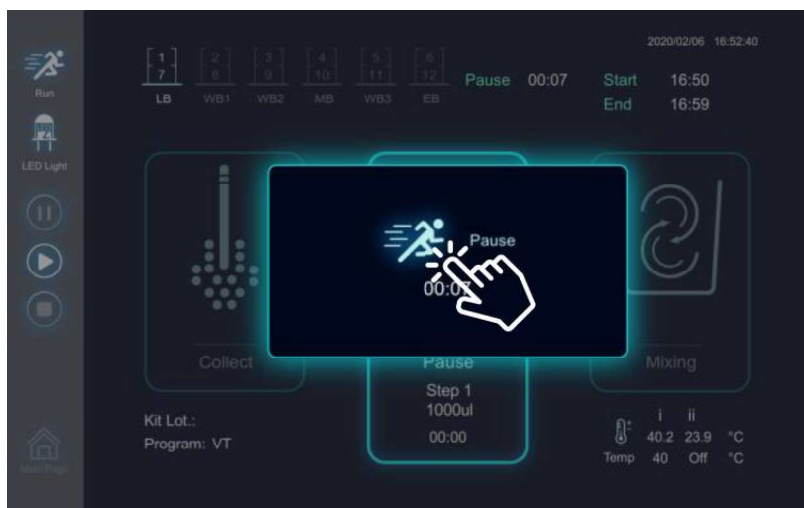 2020/02/06 16:52:40
1 2 3 4 5 6
7 8 9 10 11 12
LB WB1 WB2 MB WB3 EB
Pause 00:07
Start 16:50
End 16:59
Run
LED Light
Pause
00:07
Collect
Pause
Mixing
Step 1
1000ul
00:00
Kit Lot.:
Program: VT
i ii
40.2 23.9 °C
Temp 40 Off °C
Main Page